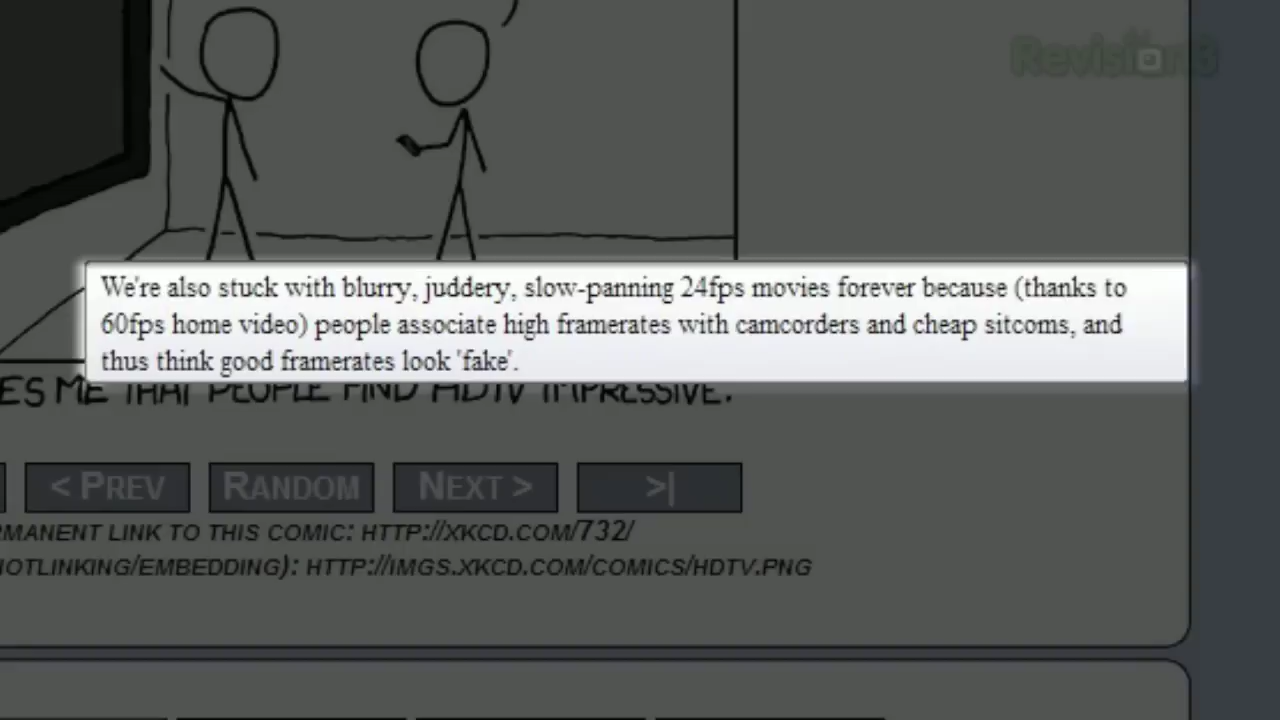 Revision3
We're also stuck with blurry, juddery, slow-panning 24fps movies forever because (thanks to
60fps home video) people associate high framerates with camcorders and cheap sitcoms, and
thus think good framerates look 'fake'.
ME THAT PEOPLE FIND HDTV IMPRESSIVE.
< PREV RANDOM NEXT > >|
LINK TO THIS COMIC: HTTP://XKCD.COM/732/
HOTLINKING/EMBEDDING): HTTP://IMGS.XKCD.COM/COMICS/HDTV.PNG